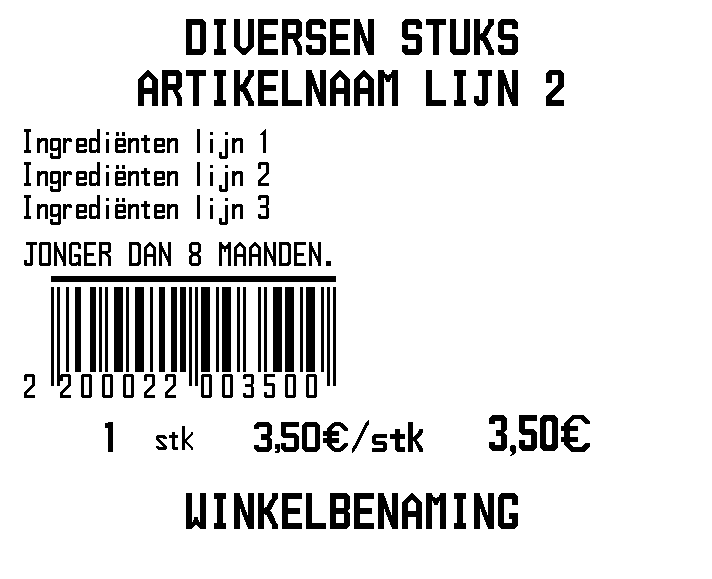 DIVERSEN STUKS
ARTIKELNAAM LIJN 2
Ingrediënten lijn 1
Ingrediënten lijn 2
Ingrediënten lijn 3
JONGER DAN 8 MAANDEN.
2 200022 003500
1 stk 3,50€/stk 3,50€
WINKELBENAMING